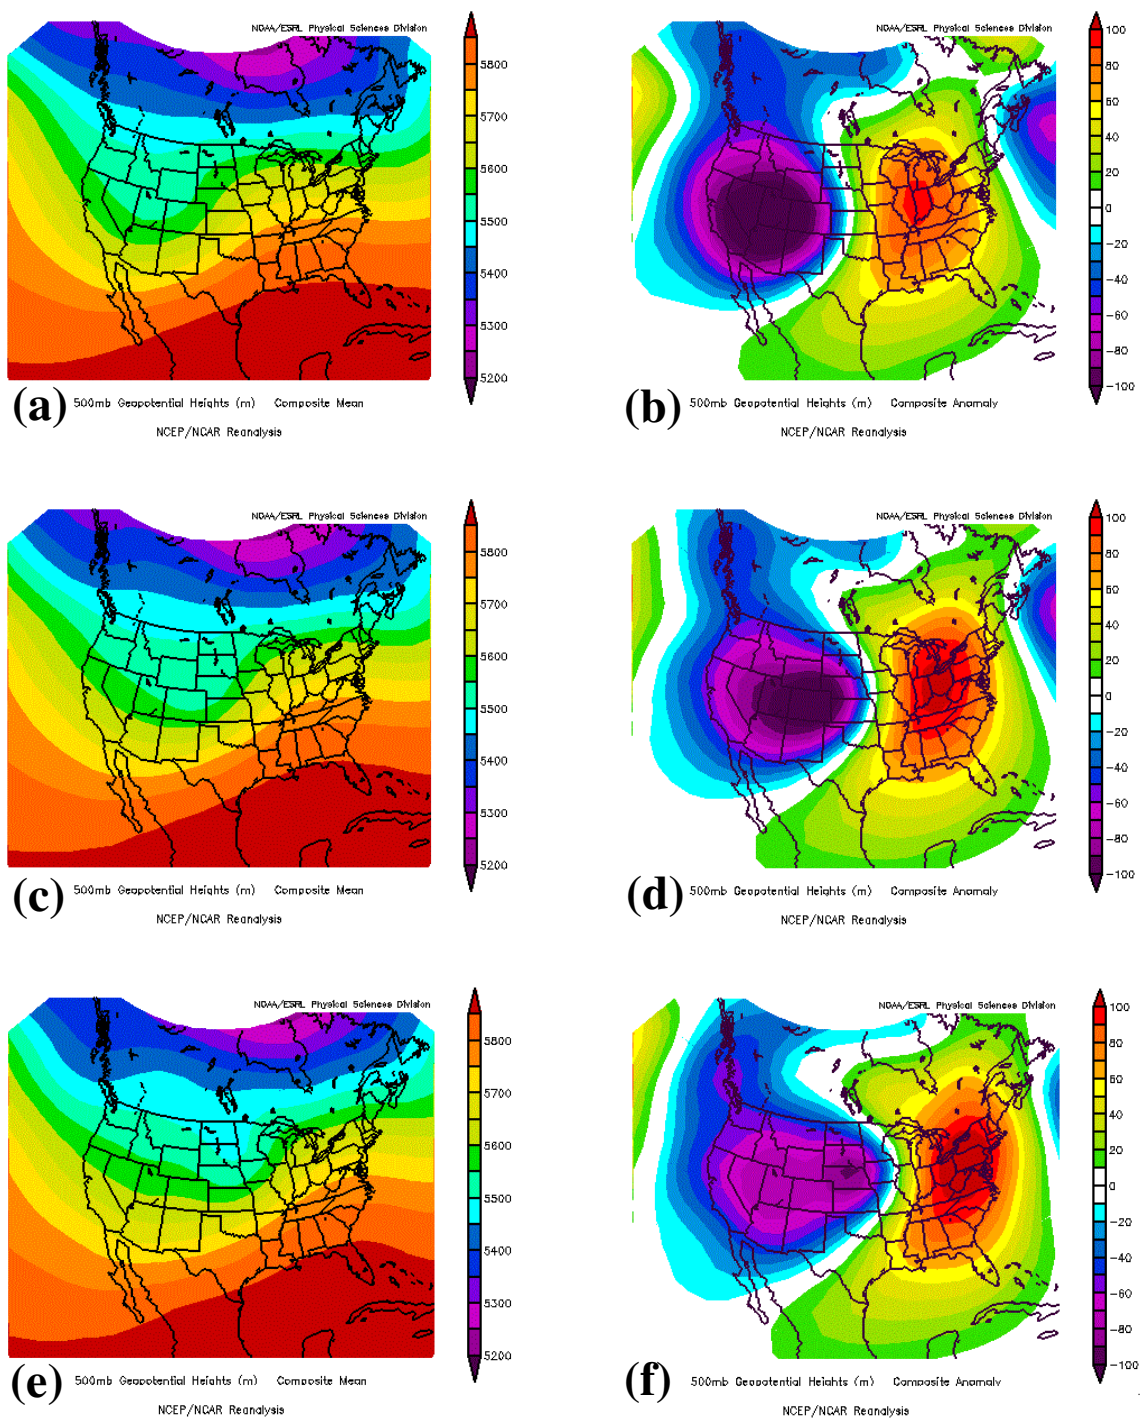 NOAA/ESRL Physical Sciences Division
5800
5700
5600
5500
5400
5300
5200
(a)
500mb Geopotential Heights (m) Composite Mean
NCEP/NCAR Reanalysis
NOAA/ESRL Physical Sciences Division
100
80
60
40
20
0
-20
-40
-60
-80
-100
(b)
500mb Geopotential Heights (m) Composite Anomaly
NCEP/NCAR Reanalysis
NOAA/ESRL Physical Sciences Division
5800
5700
5600
5500
5400
5300
5200
(c)
500mb Geopotential Heights (m) Composite Mean
NCEP/NCAR Reanalysis
NOAA/ESRL Physical Sciences Division
100
80
60
40
20
0
-20
-40
-60
-80
-100
(d)
500mb Geopotential Heights (m) Composite Anomaly
NCEP/NCAR Reanalysis
NOAA/ESRL Physical Sciences Division
5800
5700
5600
5500
5400
5300
5200
(e)
500mb Geopotential Heights (m) Composite Mean
NCEP/NCAR Reanalysis
NOAA/ESRL Physical Sciences Division
100
80
60
40
20
0
-20
-40
-60
-80
-100
(f)
500mb Geopotential Heights (m) Composite Anomaly
NCEP/NCAR Reanalysis